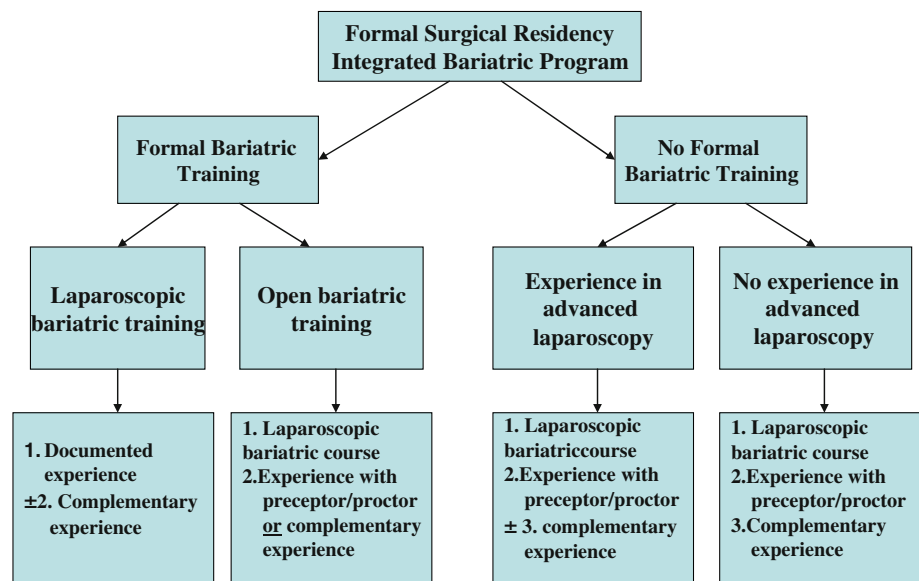 Formal Surgical Residency
Integrated Bariatric Program
Formal Bariatric
Training
No Formal
Bariatric Training
Laparoscopic
bariatric training
Open bariatric
training
Experience in
advanced
laparoscopy
No experience in
advanced
laparoscopy
1. Documented
experience
±2. Complementary
experience
1. Laparoscopic
bariatric course
2.Experience with
preceptor/proctor
or complementary
experience
1. Laparoscopic
bariatriccourse
2.Experience with
preceptor/proctor
± 3. complementary
experience
1. Laparoscopic
bariatric course
2.Experience with
preceptor/proctor
3.Complementary
experience